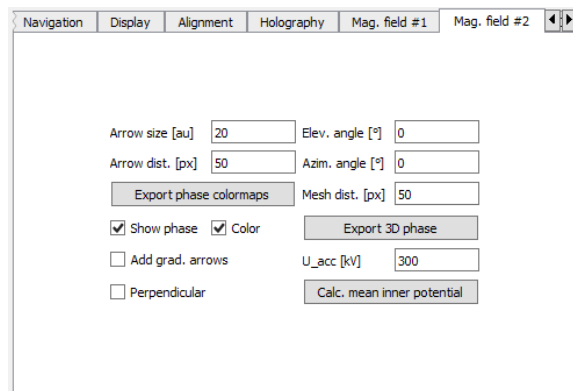 Navigation Display Alignment Holography Mag. field #1 Mag. field #2
Arrow size [au] 20 Elev. angle [º] 0
Arrow dist. [px] 50 Azim. angle [º] 0
Export phase colormaps Mesh dist. [px] 50
Show phase Color Export 3D phase
Add grad. arrows U_acc [kV] 300
Perpendicular Calc. mean inner potential